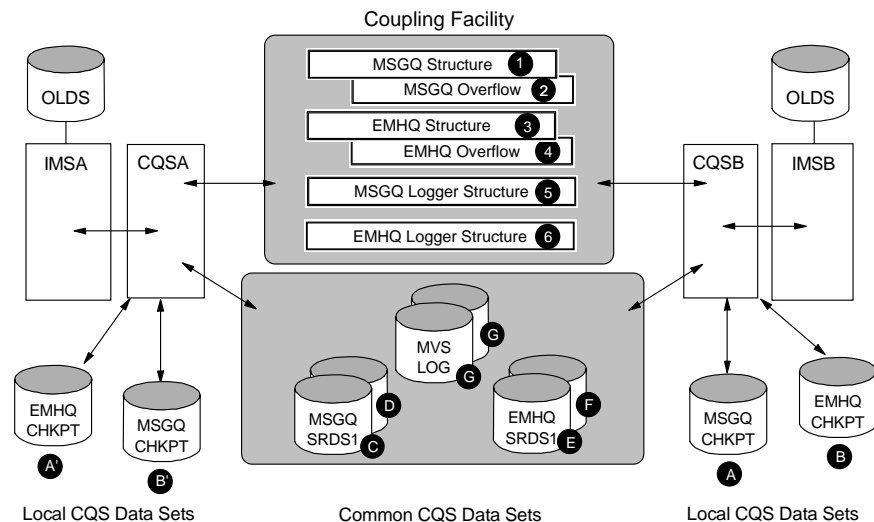 Coupling Facility
MSGQ Structure 1
MSGQ Overflow 2
EMHQ Structure 3
EMHQ Overflow 4
MSGQ Logger Structure 5
EMHQ Logger Structure 6
OLDS
IMSA
CQSA
OLDS
CQSB
IMSB
MVS
LOG
G
G
MSGQ
SRDS1
D
C
EMHQ
SRDS1
F
E
EMHQ
CHKPT
A'
MSGQ
CHKPT
B'
MSGQ
CHKPT
A
EMHQ
CHKPT
B
Local CQS Data Sets
Common CQS Data Sets
Local CQS Data Sets